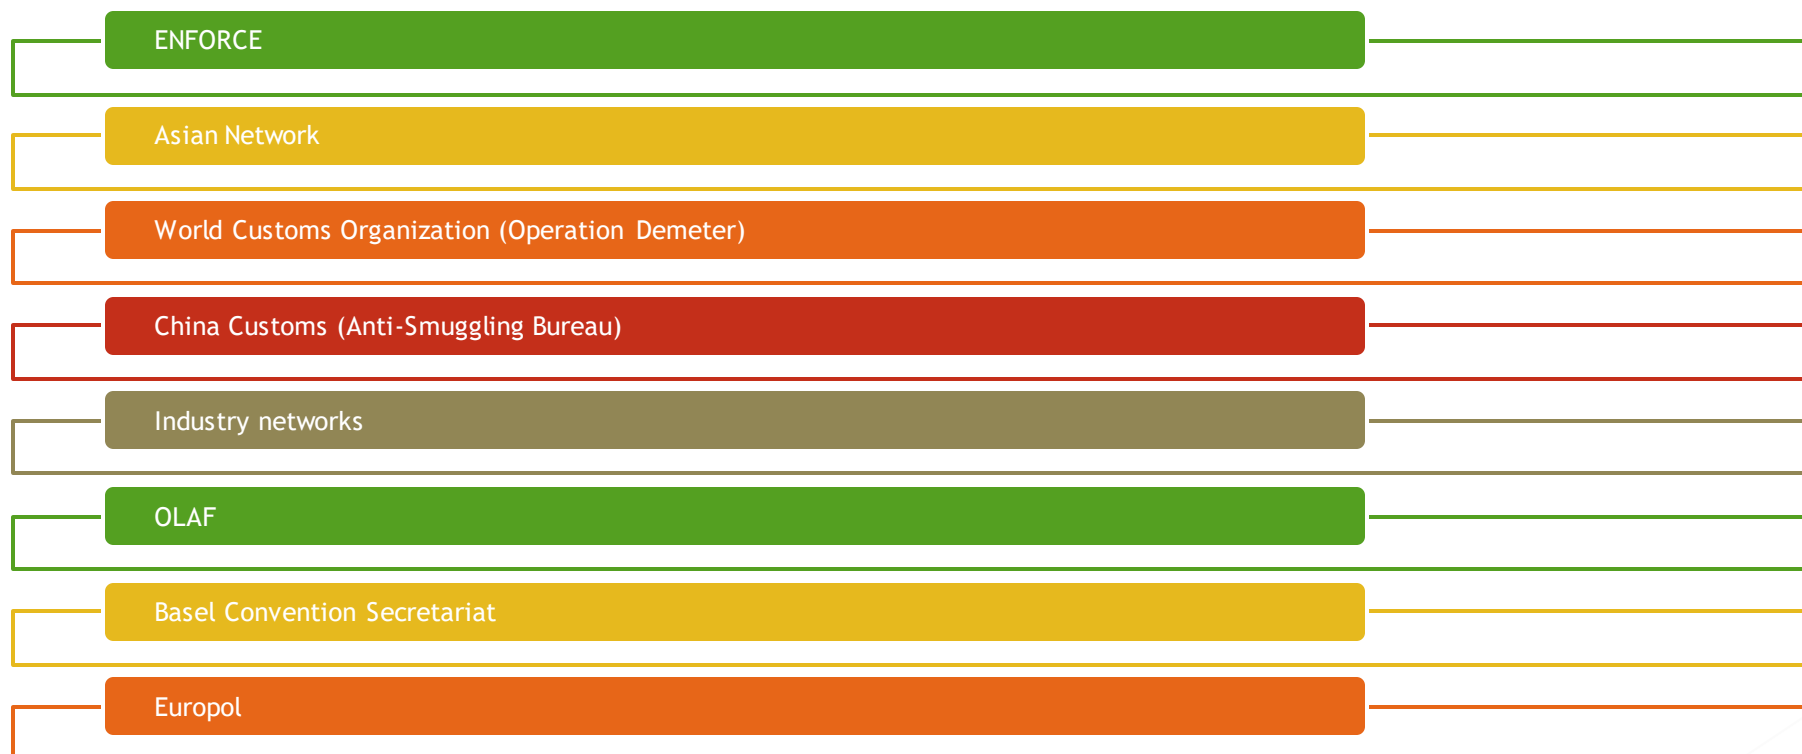 ENFORCE
Asian Network
World Customs Organization (Operation Demeter)
China Customs (Anti-Smuggling Bureau)
Industry networks
OLAF
Basel Convention Secretariat
Europol